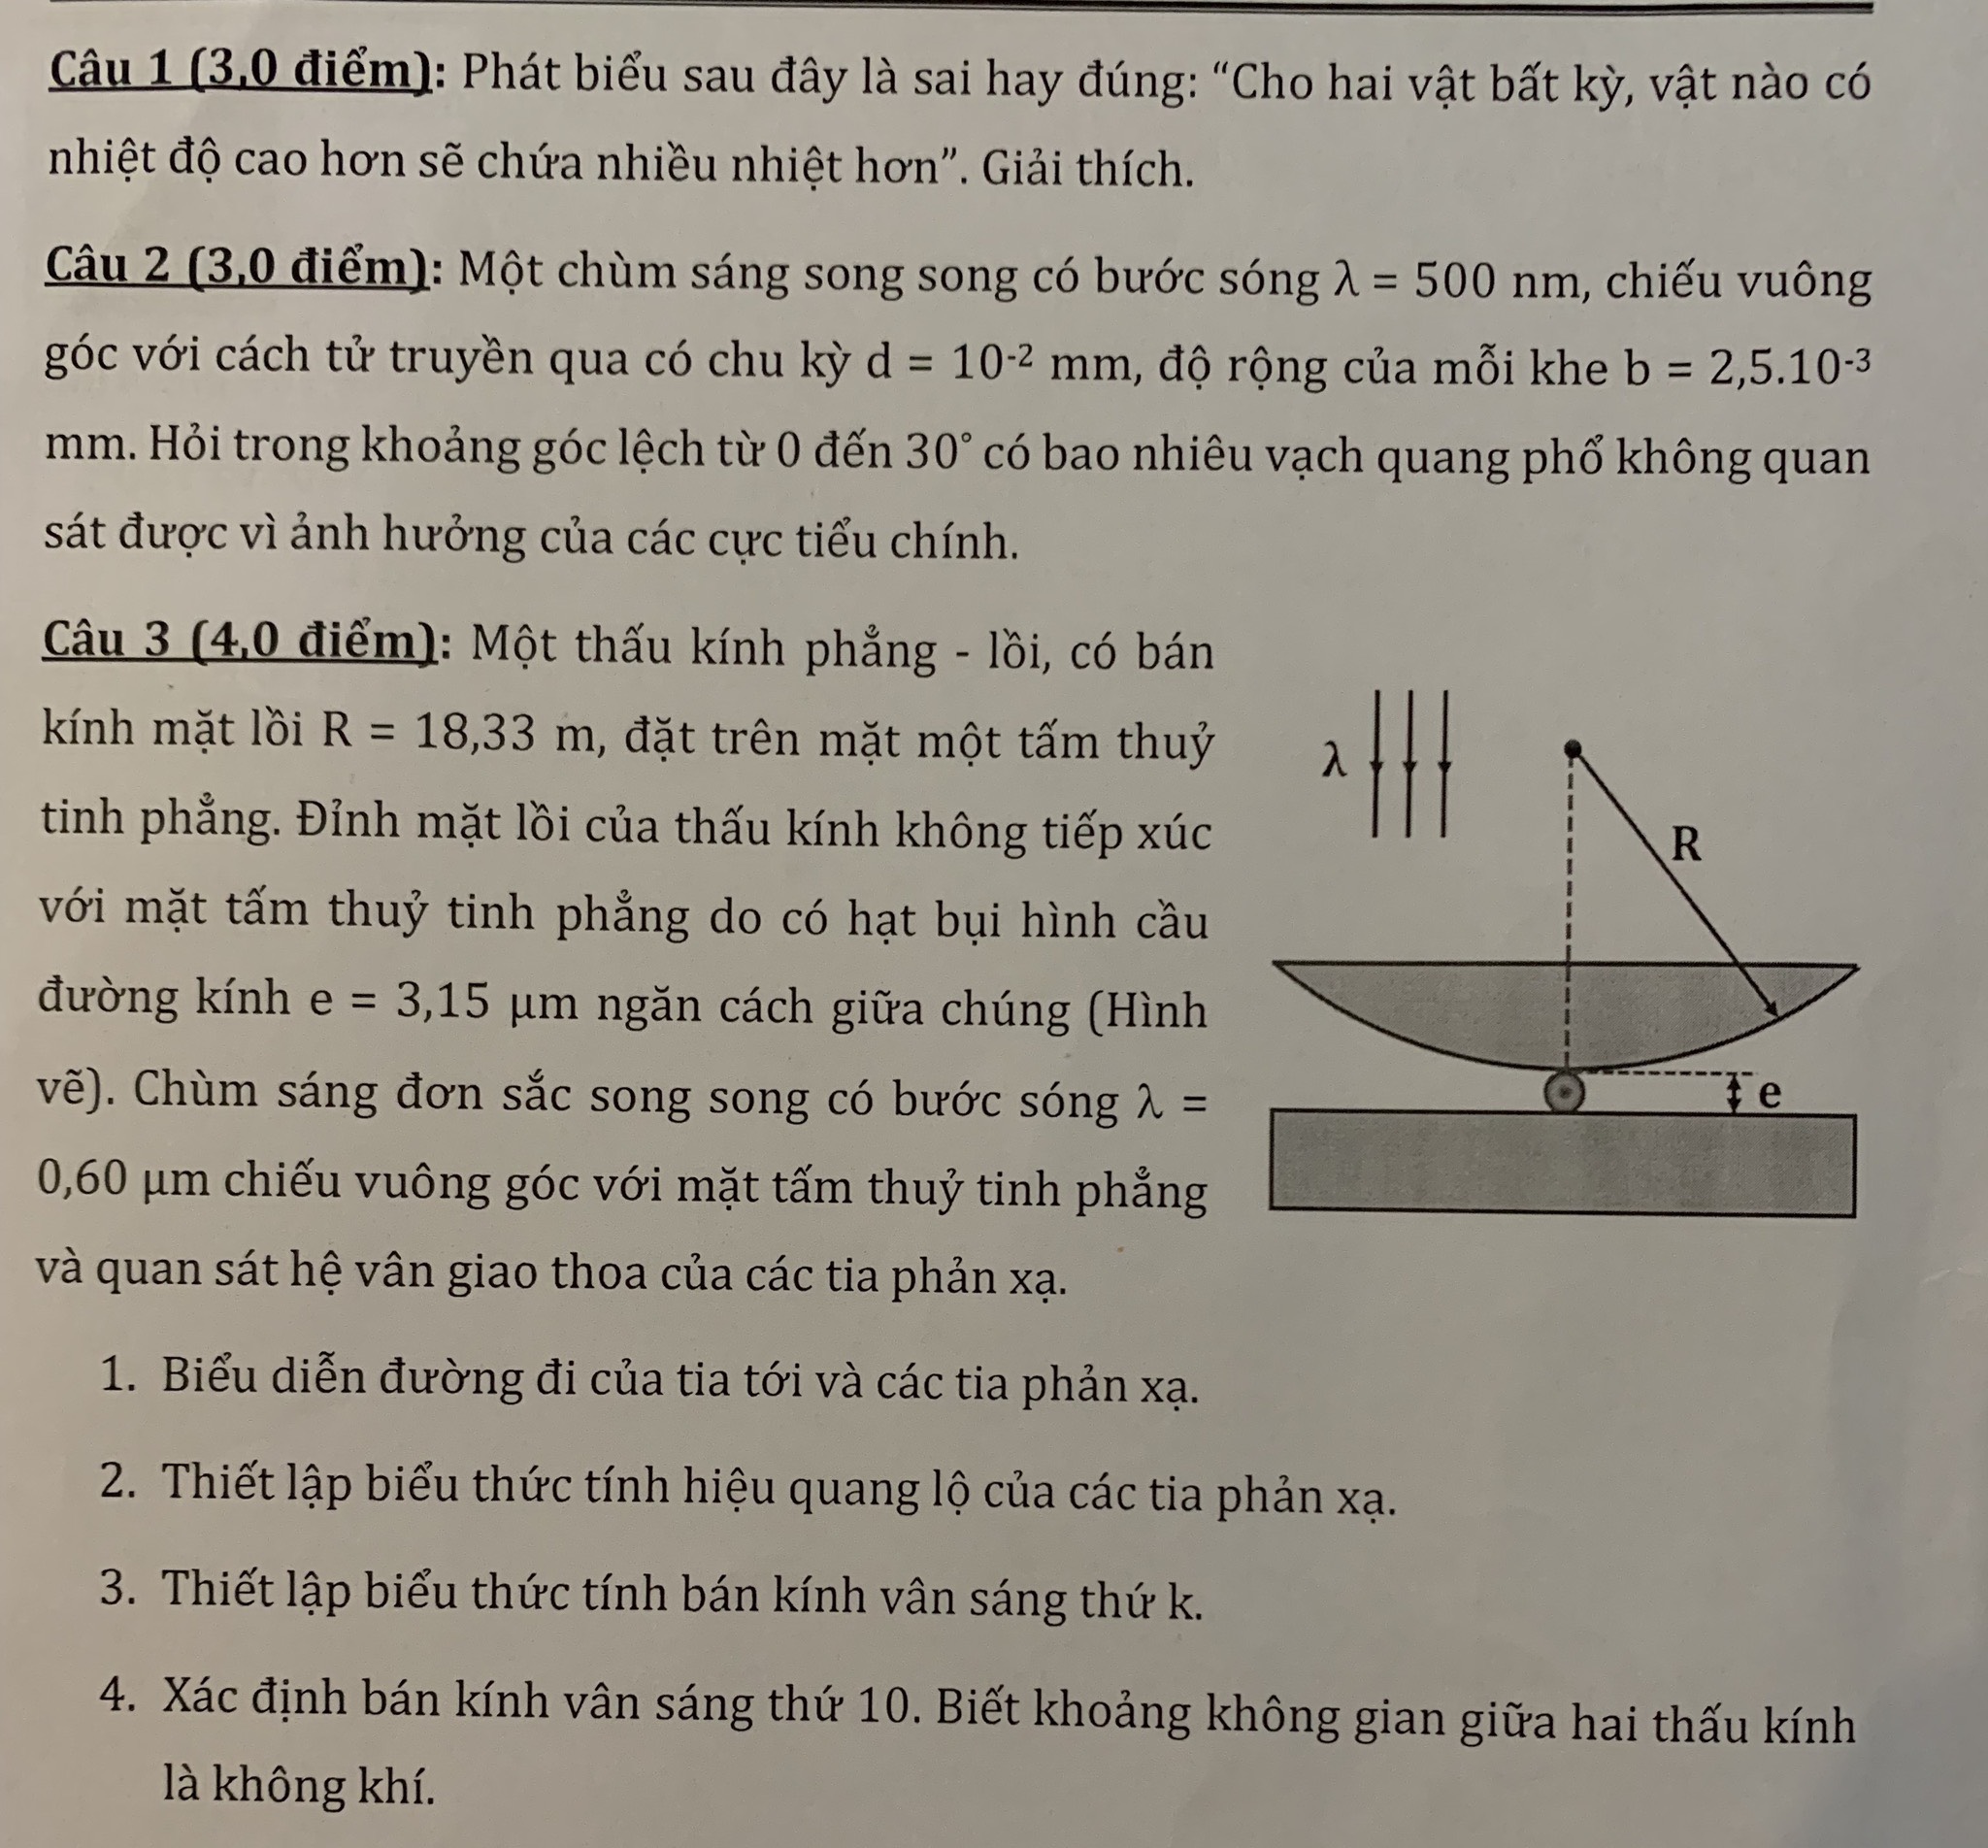 Câu 1 (3,0 điểm): Phát biểu sau đây là sai hay đúng: “Cho hai vật bất kỳ, vật nào có
nhiệt độ cao hơn sẽ chứa nhiều nhiệt hơn”. Giải thích.
Câu 2 (3,0 điểm): Một chùm sáng song song có bước sóng λ = 500 nm, chiếu vuông
góc với cách tử truyền qua có chu kỳ d = 10⁻² mm, độ rộng của mỗi khe b = 2,5.10⁻³
mm. Hỏi trong khoảng góc lệch từ 0 đến 30° có bao nhiêu vạch quang phổ không quan
sát được vì ảnh hưởng của các cực tiểu chính.
Câu 3 (4,0 điểm): Một thấu kính phẳng - lồi, có bán
kính mặt lồi R = 18,33 m, đặt trên mặt một tấm thuỷ
tinh phẳng. Đỉnh mặt lồi của thấu kính không tiếp xúc
với mặt tấm thuỷ tinh phẳng do có hạt bụi hình cầu
đường kính e = 3,15 μm ngăn cách giữa chúng (Hình
vẽ). Chùm sáng đơn sắc song song có bước sóng λ =
0,60 μm chiếu vuông góc với mặt tấm thuỷ tinh phẳng
và quan sát hệ vân giao thoa của các tia phản xạ.
λ
R
e
1. Biểu diễn đường đi của tia tới và các tia phản xạ.
2. Thiết lập biểu thức tính hiệu quang lộ của các tia phản xạ.
3. Thiết lập biểu thức tính bán kính vân sáng thứ k.
4. Xác định bán kính vân sáng thứ 10. Biết khoảng không gian giữa hai thấu kính
là không khí.